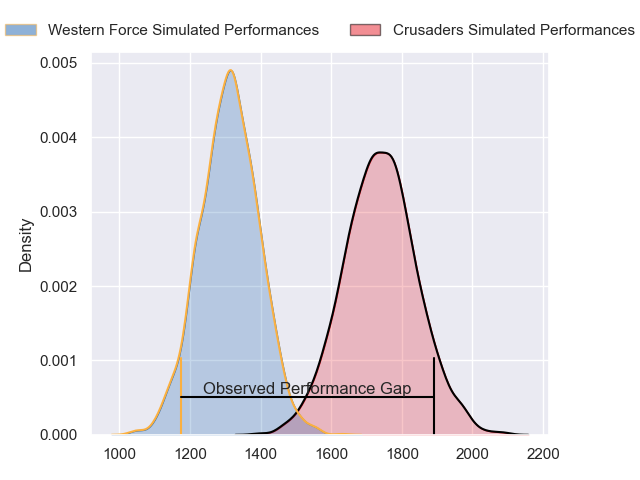 Western Force Simulated Performances Crusaders Simulated Performances
0.005
0.004
0.003
0.002
0.001
0.000
Density
Observed Performance Gap
1000 1200 1400 1600 1800 2000 2200